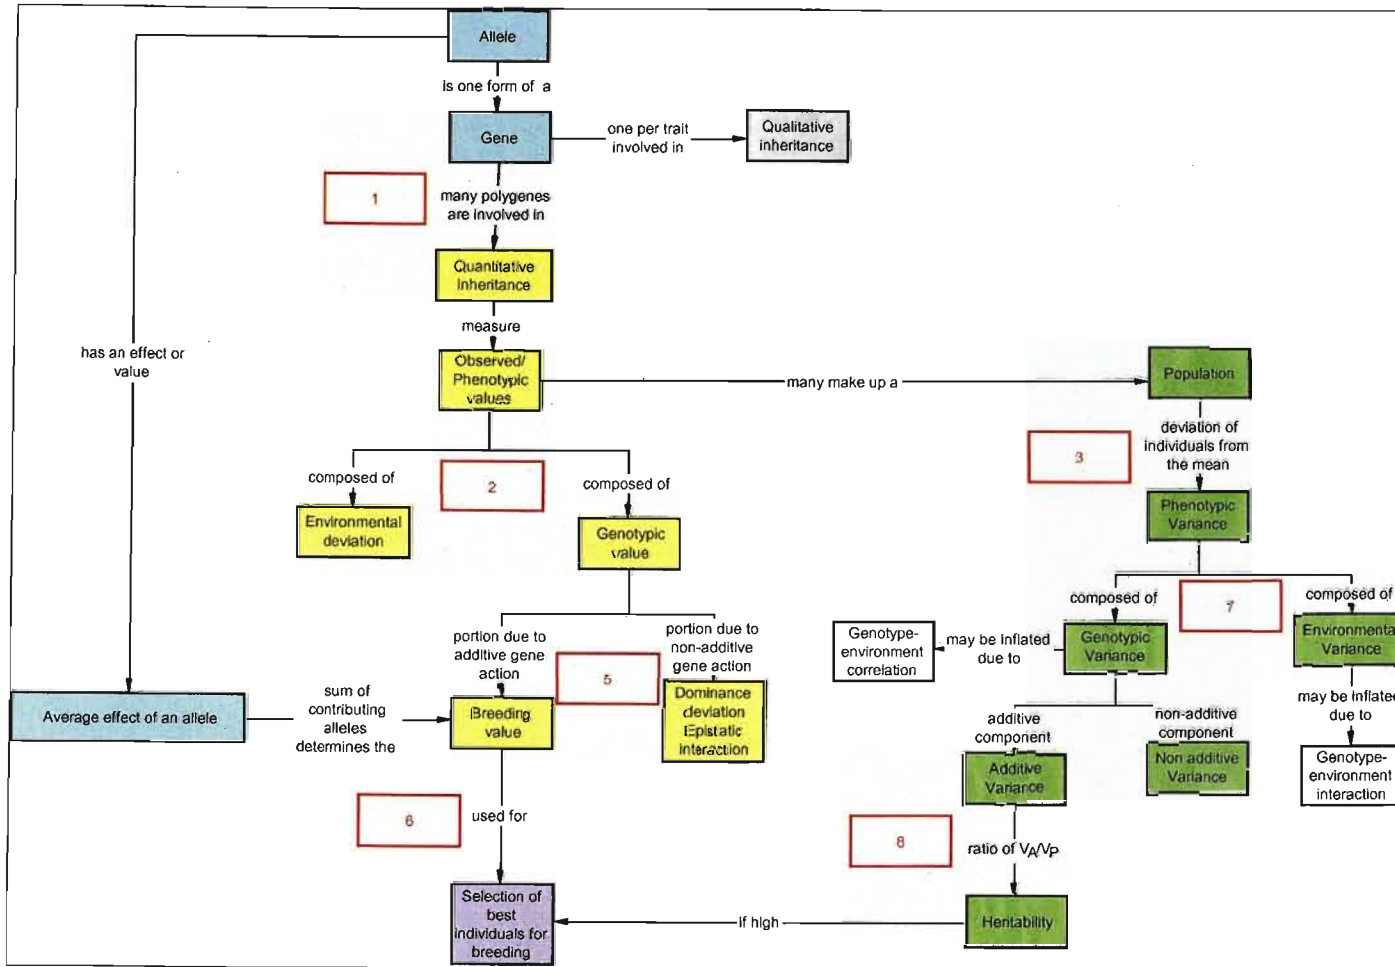 Allele
is one form of a
Gene
one per trait
involved in
Qualitative
inheritance
1
many polygenes
are involved in
Quantitative
Inheritance
measure
has an effect or
value
Observed/
Phenotypic
values
many make up a
Population
deviation of
individuals from
the mean
3
composed of
2
composed of
Environmental
deviation
Genotypic
value
Phenotypic
Variance
composed of
7
composed of
Genotype-
environment
correlation
may be inflated
due to
Genotypic
Variance
Environmenta
Variance
portion due to
additive gene
action
5
portion due to
non-additive
gene action
may be inflated
due to
Average effect of an allele
sum of
contributing
alleles
determines the
Breeding
value
Dominance
deviation
Epistatic
interaction
additive
component
non-additive
component
Additive
Variance
Non additive
Variance
Genotype-
environment
interaction
6
used for
8
ratio of VA/VP
Selection of
best
individuals for
breeding
if high
Heritability